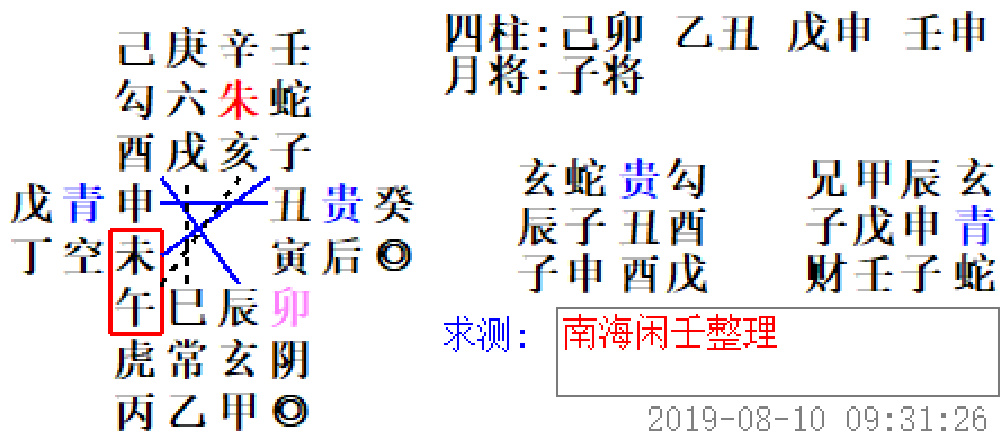 己庚辛壬
勾六朱蛇
酉戌亥子
戊青申 丑贵癸
丁空未 寅后◎
午巳辰卯
虎常玄阴
丙乙甲◎
四柱:己卯 乙丑 戊申 壬申
月将:子将
玄蛇贵勾
辰子丑酉
子申酉戊
兄甲辰玄
子戊申青
财壬子蛇
求测: 南海闲壬整理
2019-08-10 09:31:26